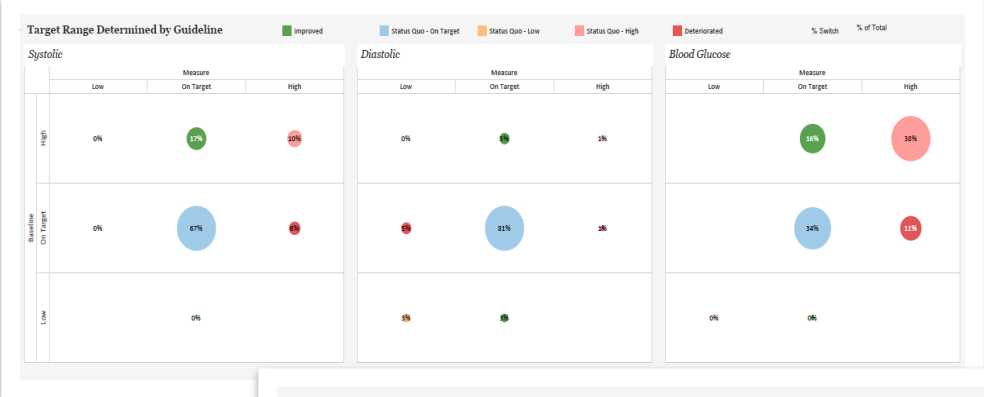 Target Range Determined by Guideline Improved Status Quo - On Target Status Quo - Low Status Quo - High Deteriorated % Switch % of Total
Systolic Diastolic Blood Glucose
Measure Measure Measure
Low On Target High Low On Target High Low On Target High
High 0% 17% 10% 0% 5% 1% 16% 38%
Baseline On Target 0% 67% 6% 5% 81% 1% 34% 11%
Low 0% 3% 3% 0% 0%